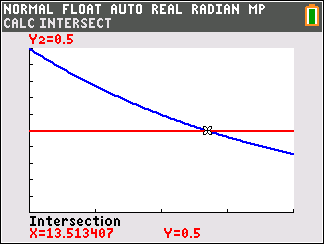 NORMAL FLOAT AUTO REAL RADIAN MP
CALC INTERSECT
Y2=0.5
Intersection
X=13.513407 Y=0.5